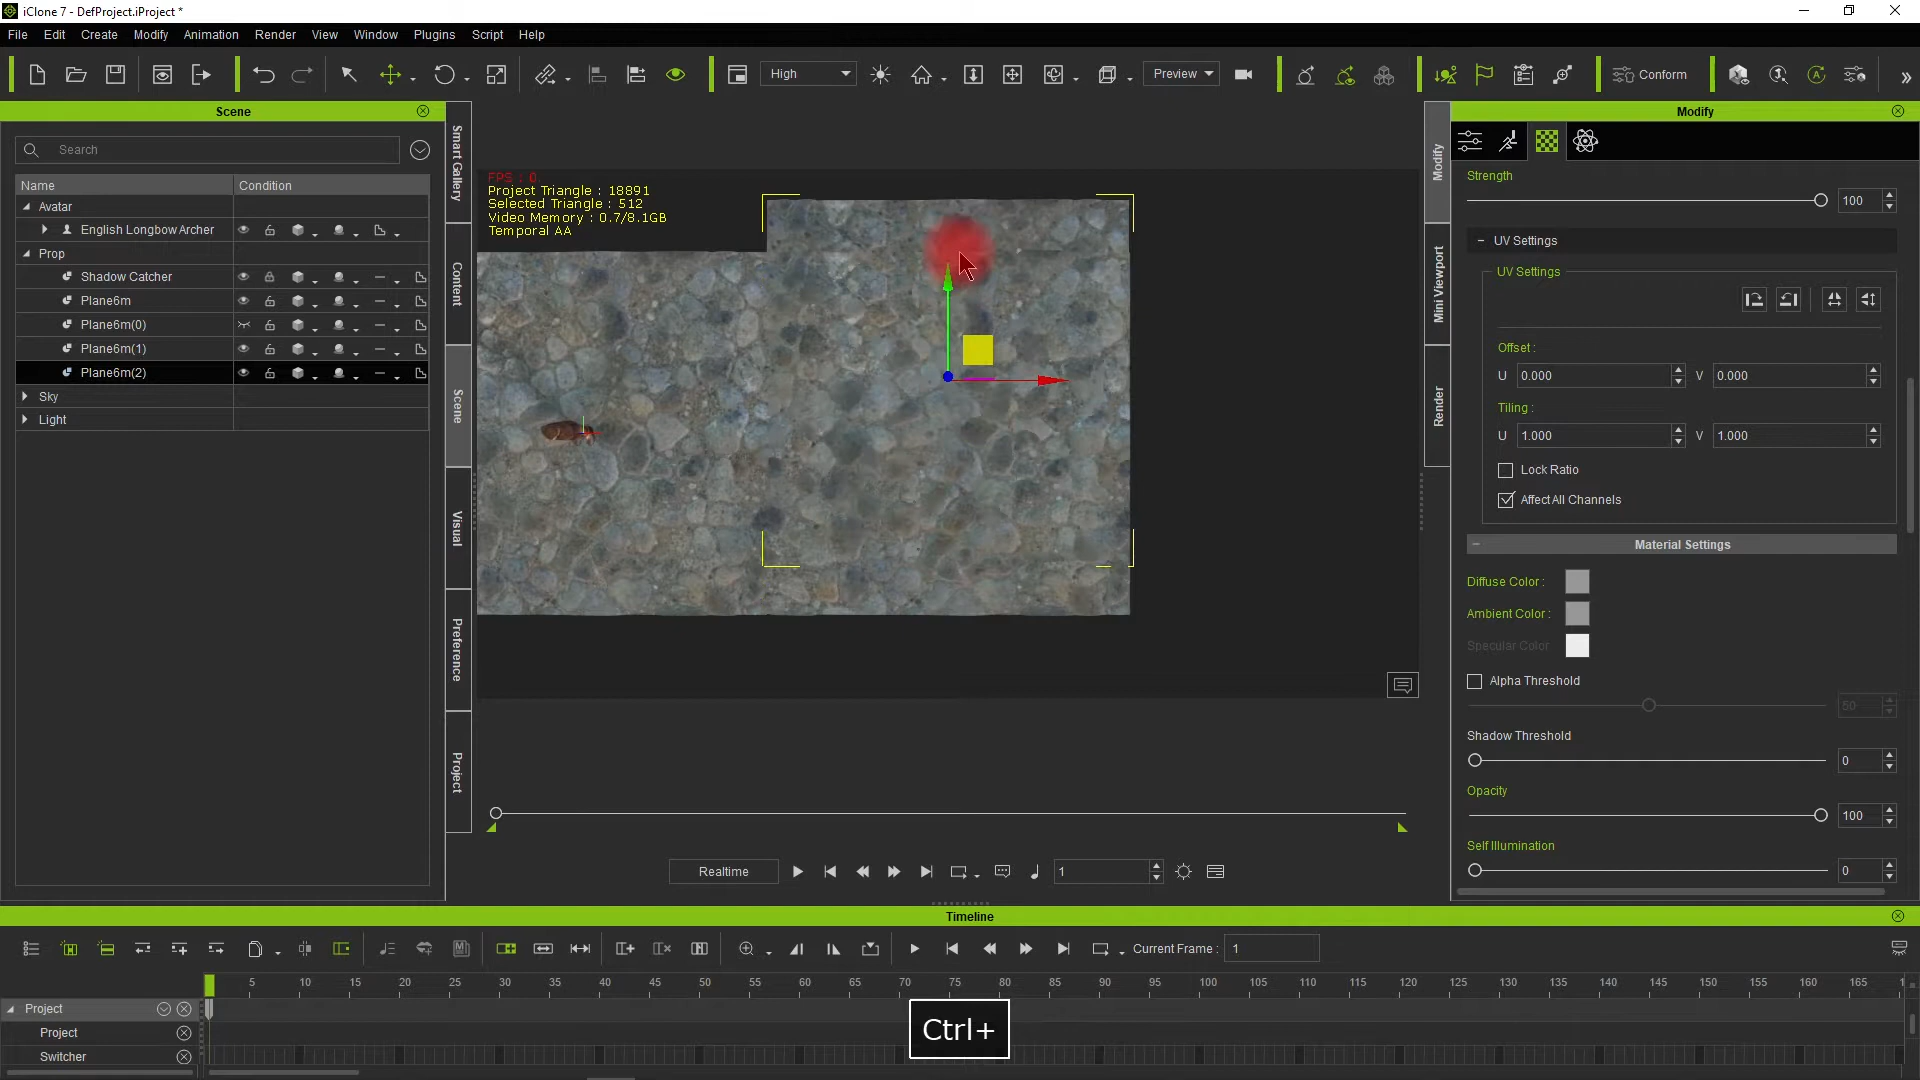 iClone 7 - DefProject.iProject *
File Edit Create Modify Animation Render View Window Plugins Script Help
High
Preview
Conform
Scene
Search
Name Condition
Avatar
English Longbow Archer
Prop
Shadow Catcher
Plane6m
Plane6m(0)
Plane6m(1)
Plane6m(2)
Sky
Light
Smart Gallery
Content
Scene
Visual
Preference
Project
FPS : 0.
Project Triangle : 18891
Selected Triangle : 512
Video Memory : 0.7/8.1GB
Temporal AA
Modify
Mini Viewport
Render
Modify
Strength
100
UV Settings
UV Settings
Offset :
U 0.000 V 0.000
Tiling :
U 1.000 V 1.000
Lock Ratio
Affect All Channels
Material Settings
Diffuse Color :
Ambient Color :
Specular Color
Alpha Threshold
50
Shadow Threshold
0
Opacity
100
Self Illumination
0
Realtime
1
Timeline
Current Frame : 1
5 10 15 20 25 30 35 40 45 50 55 60 65 70 75 80 85 90 95 100 105 110 115 120 125 130 135 140 145 150 155 160 165
Project
Project
Switcher
Ctrl+